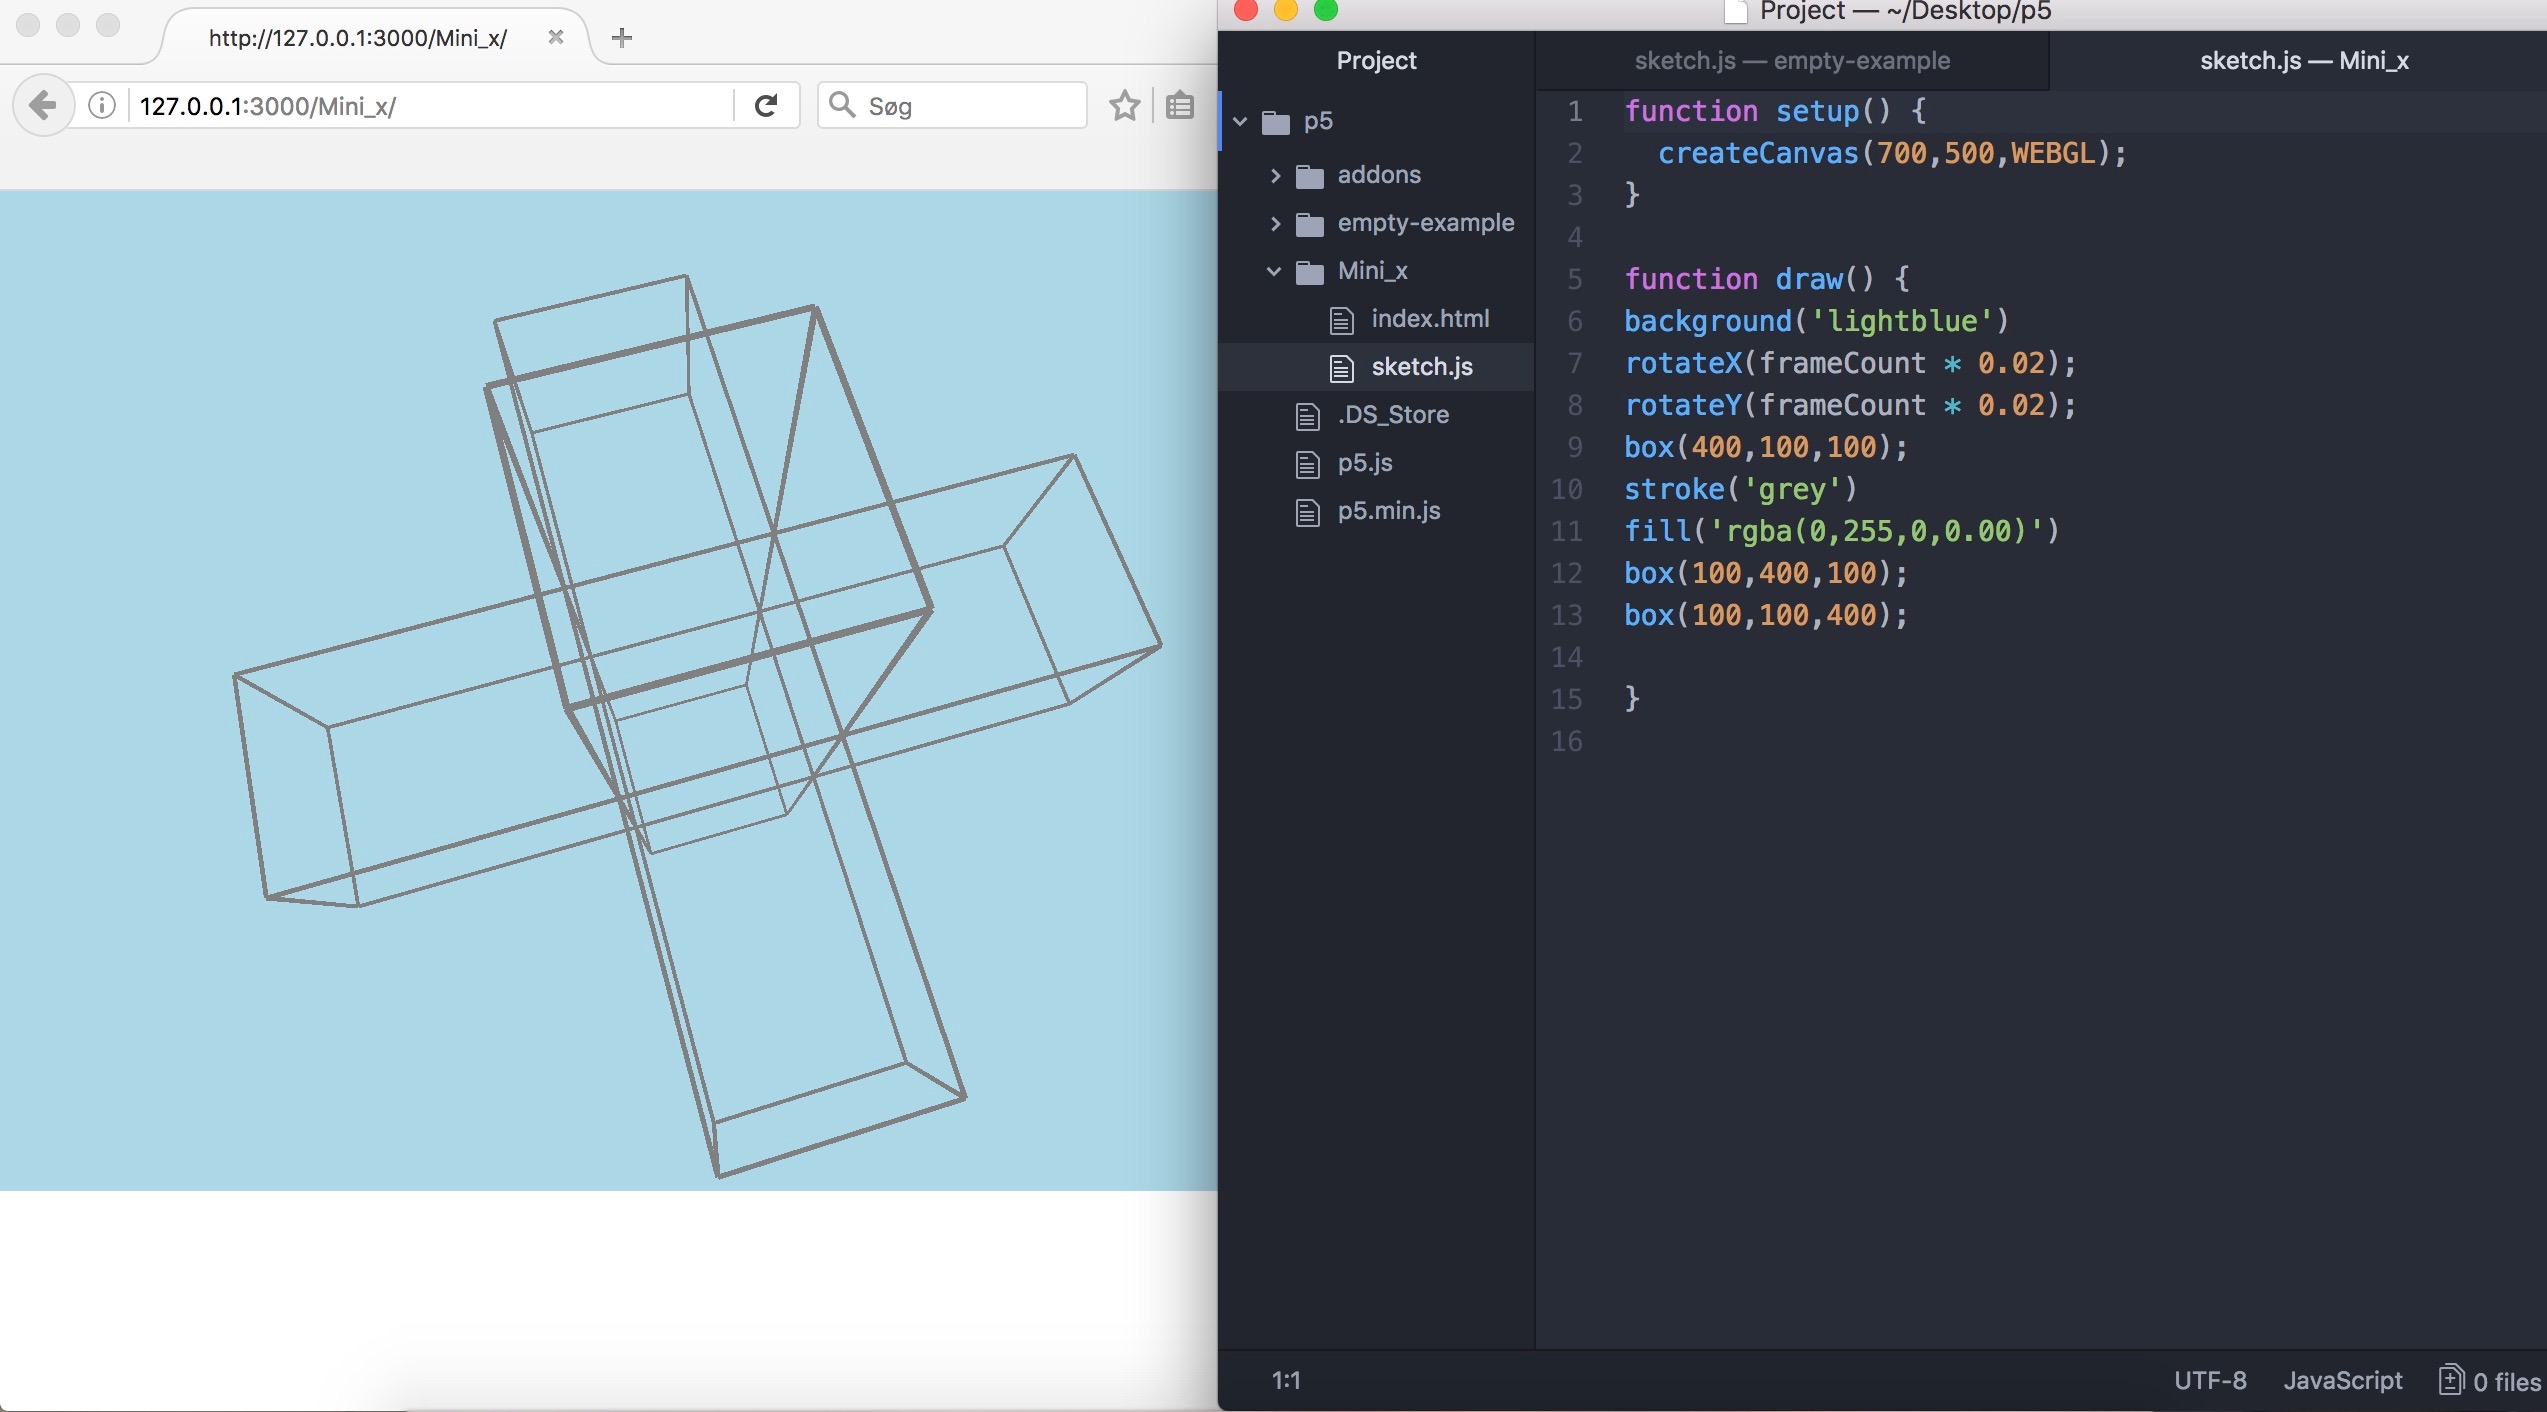 http://127.0.0.1:3000/Mini_x/
127.0.0.1:3000/Mini_x/
Søg
Project — ~/Desktop/p5
Project
p5
addons
empty-example
Mini_x
index.html
sketch.js
.DS_Store
p5.js
p5.min.js
sketch.js — empty-example
sketch.js — Mini_x
1 function setup() {
2   createCanvas(700,500,WEBGL);
3 }
4
5 function draw() {
6 background('lightblue')
7 rotateX(frameCount * 0.02);
8 rotateY(frameCount * 0.02);
9 box(400,100,100);
10 stroke('grey')
11 fill('rgba(0,255,0,0.00)')
12 box(100,400,100);
13 box(100,100,400);
14
15 }
16
1:1
UTF-8
JavaScript
0 files